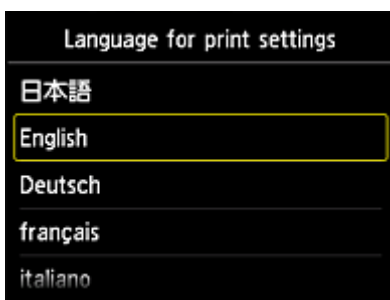 Language for print settings
日本語
English
Deutsch
français
italiano